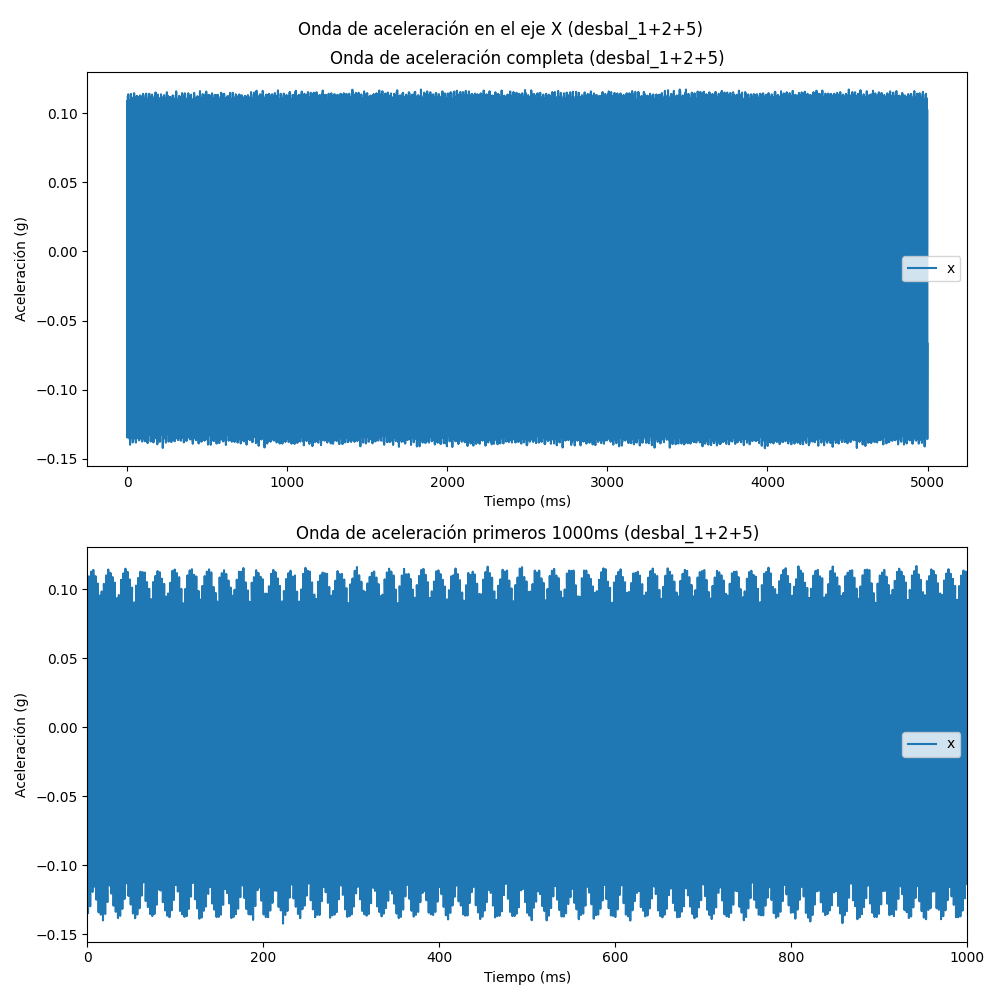 Onda de aceleración en el eje X (desbal_1+2+5)
Onda de aceleración completa (desbal_1+2+5)
0.10
0.05
0.00
−0.05
−0.10
−0.15
Aceleración (g)
x
0 1000 2000 3000 4000 5000
Tiempo (ms)
Onda de aceleración primeros 1000ms (desbal_1+2+5)
0.10
0.05
0.00
−0.05
−0.10
−0.15
Aceleración (g)
x
0 200 400 600 800 1000
Tiempo (ms)